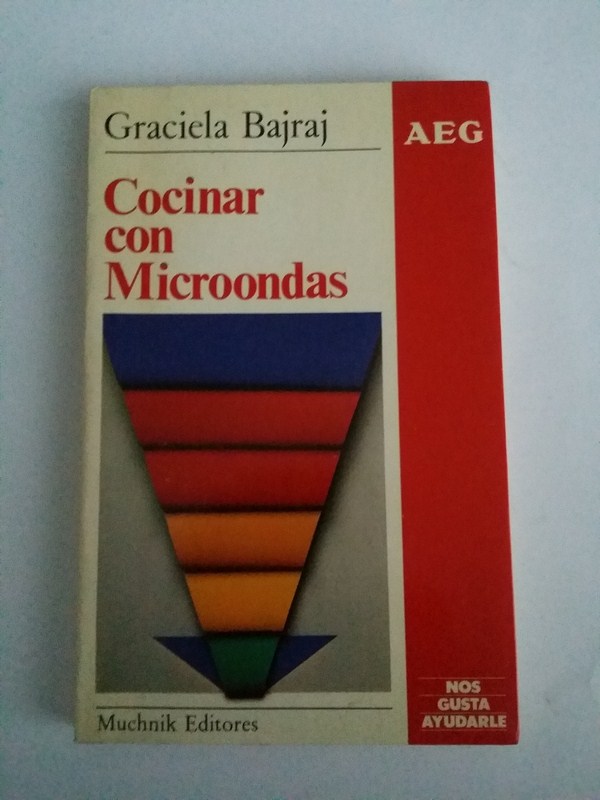 Graciela Bajraj
AEG
Cocinar
con
Microondas
Muchnik Editores
NOS
GUSTA
AYUDARLE